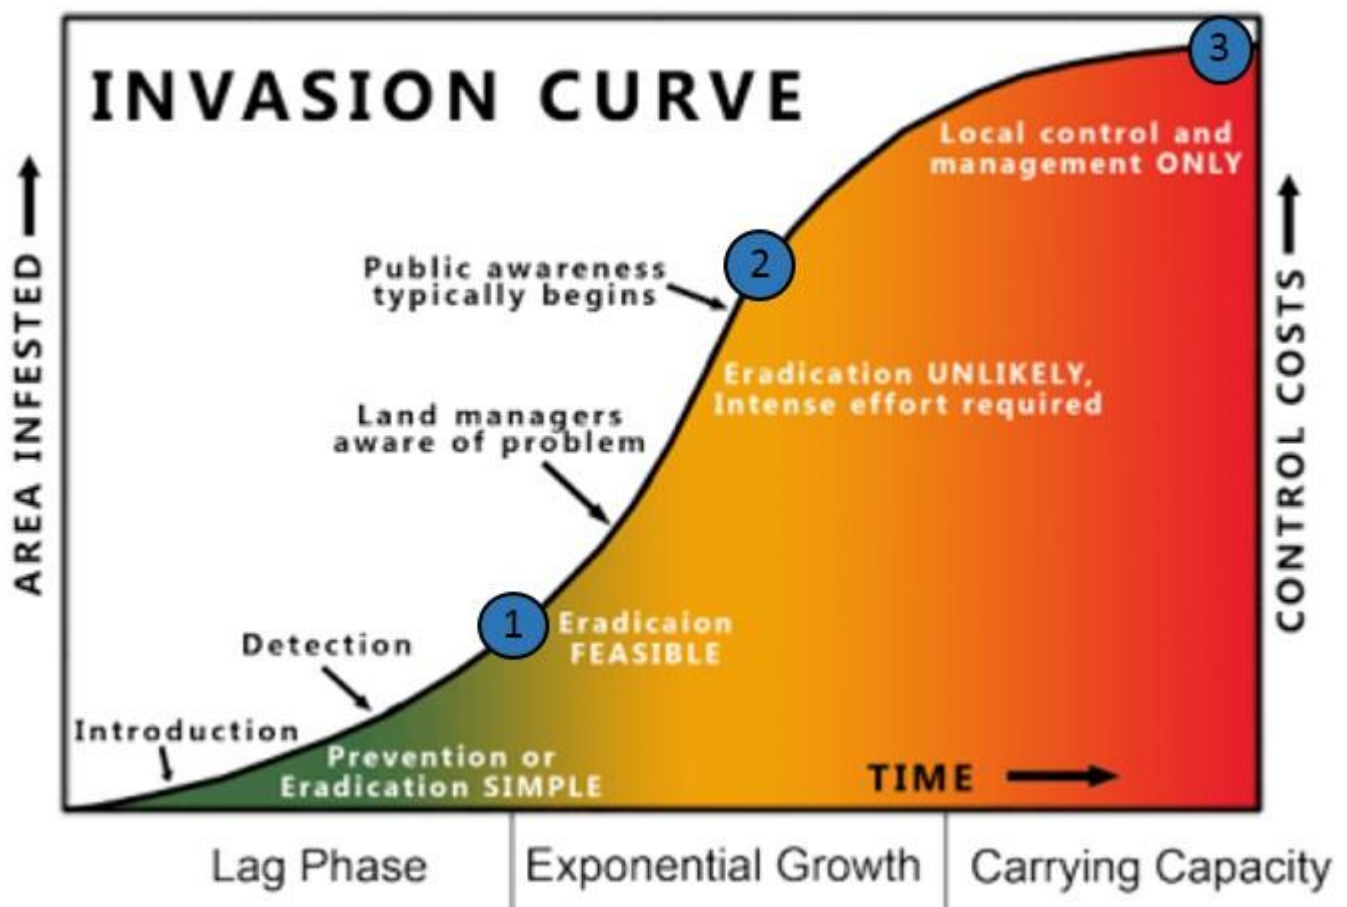 INVASION CURVE
3
Local control and
management ONLY
AREA INFESTED
CONTROL COSTS
Public awareness
typically begins
2
Eradication UNLIKELY,
Intense effort required
Land managers
aware of problem
1
Eradicaion
FEASIBLE
Detection
Introduction
Prevention or
Eradication SIMPLE
TIME
Lag Phase
Exponential Growth
Carrying Capacity